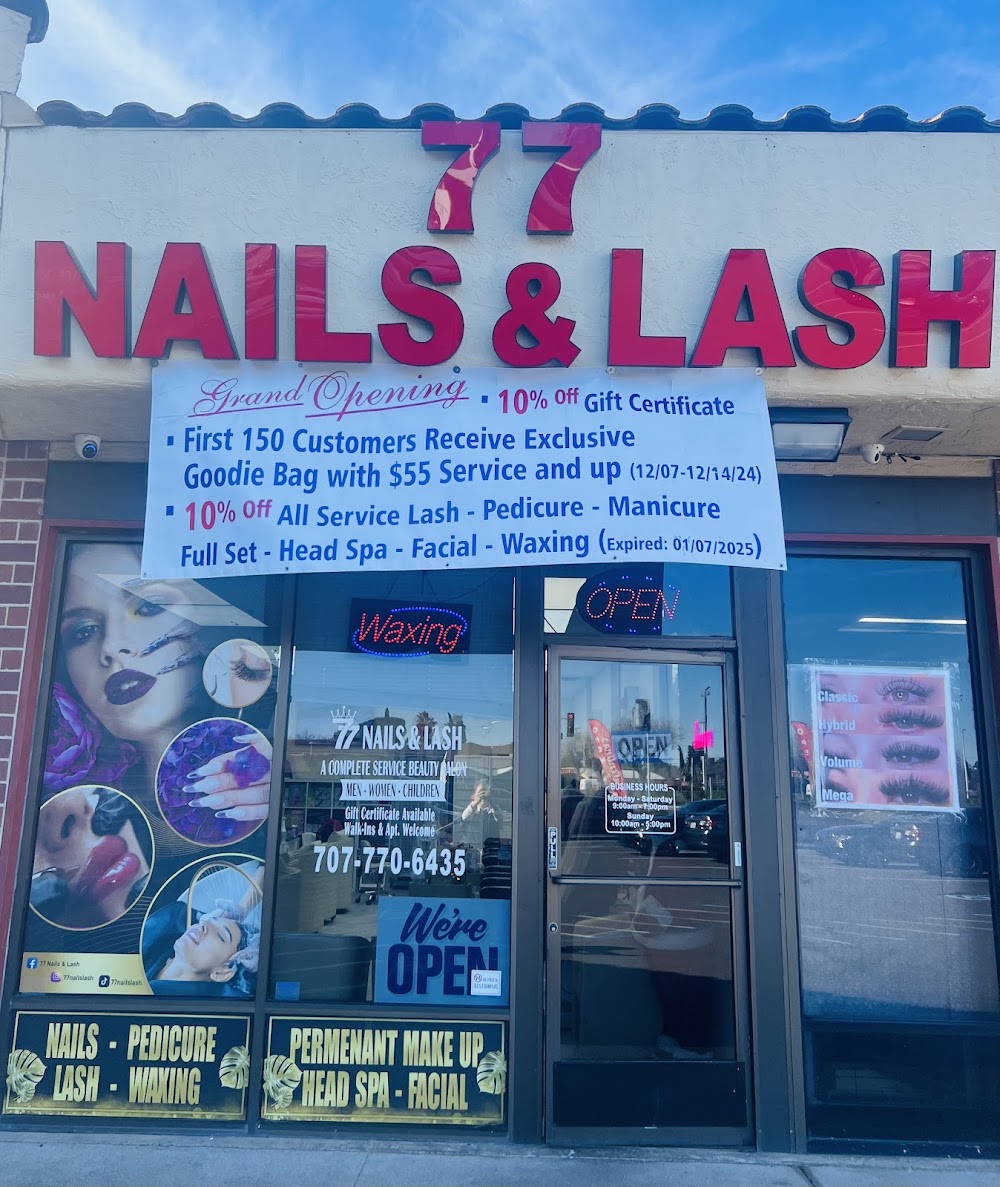 77
NAILS & LASH
Grand Opening
▪ 10% Off Gift Certificate
▪ First 150 Customers Receive Exclusive
Goodie Bag with $55 Service and up (12/07-12/14/24)
▪ 10% Off All Service Lash - Pedicure - Manicure
Full Set - Head Spa - Facial - Waxing (Expired: 01/07/2025)
Waxing
OPEN
77 NAILS & LASH
A COMPLETE SERVICE BEAUTY SALON
MEN - WOMEN - CHILDREN
Gift Certificate Available
Walk-Ins & Apt. Welcome
707-770-6435
We're
OPEN
OPEN
BUSINESS HOURS
Monday - Saturday
9:00am - 7:00pm
Sunday
10:00am - 5:00pm
PULL
Classic
Hybrid
Volume
Mega
77 Nails & Lash
77nailslash
77nailslash
NAILS - PEDICURE
LASH - WAXING
PERMENANT MAKE UP
HEAD SPA - FACIAL